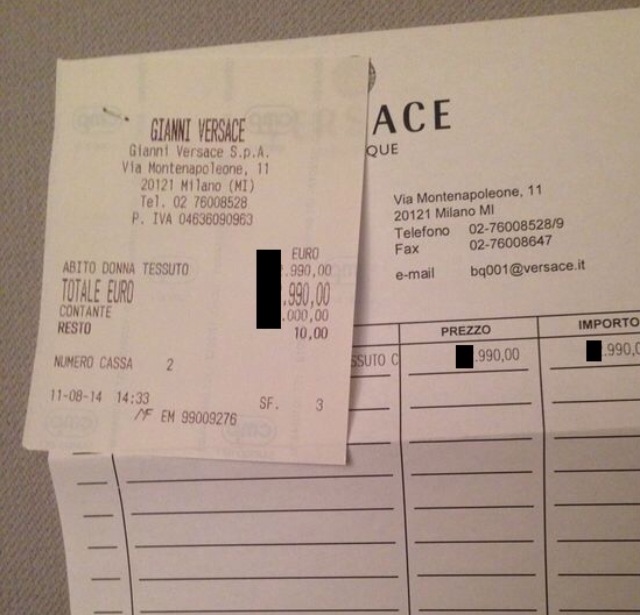 GIANNI VERSACE
Gianni Versace S.p.A.
Via Montenapoleone, 11
20121 Milano (MI)
Tel. 02 76008528
P. IVA 04636090963
EURO
ABITO DONNA TESSUTO .990,00
TOTALE EURO .990,00
CONTANTE .000,00
RESTO 10,00
NUMERO CASSA 2
11-08-14 14:33 SF. 3
MF EM 99009276
ACE
QUE
Via Montenapoleone, 11
20121 Milano MI
Telefono 02-76008528/9
Fax 02-76008647
e-mail bq001@versace.it
PREZZO IMPORTO
SSUTO C .990,00 .990,0